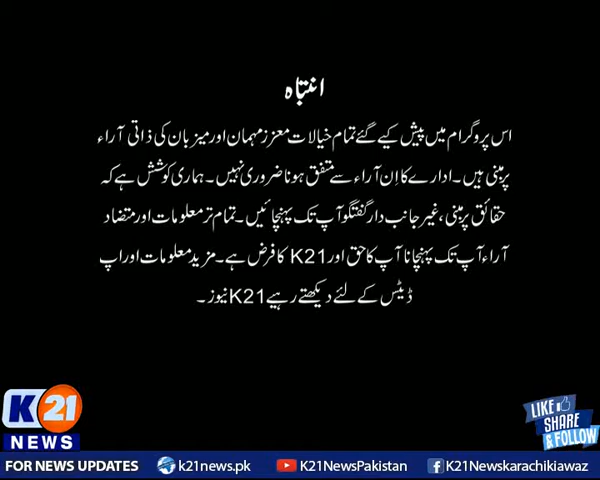 انتباہ
اس پروگرام میں پیش کیے گئے تمام خیالات معزز مہمان اور میزبان کی ذاتی آراء
پر مبنی ہیں۔ ادارے کا اِن آراء سے متفق ہونا ضروری نہیں۔ ہماری کوشش ہے کہ
حقائق پر مبنی، غیر جانب دار گفتگو آپ تک پہنچائیں۔ تمام تر معلومات اور متضاد
آراء آپ تک پہنچانا آپ کا حق اور K21 کا فرض ہے۔ مزید معلومات اور اپ
ڈیٹس کے لئے دیکھتے رہیے K21 نیوز۔
K21
NEWS
LIKE
SHARE
& FOLLOW
FOR NEWS UPDATES k21news.pk K21NewsPakistan K21Newskarachikiawaz